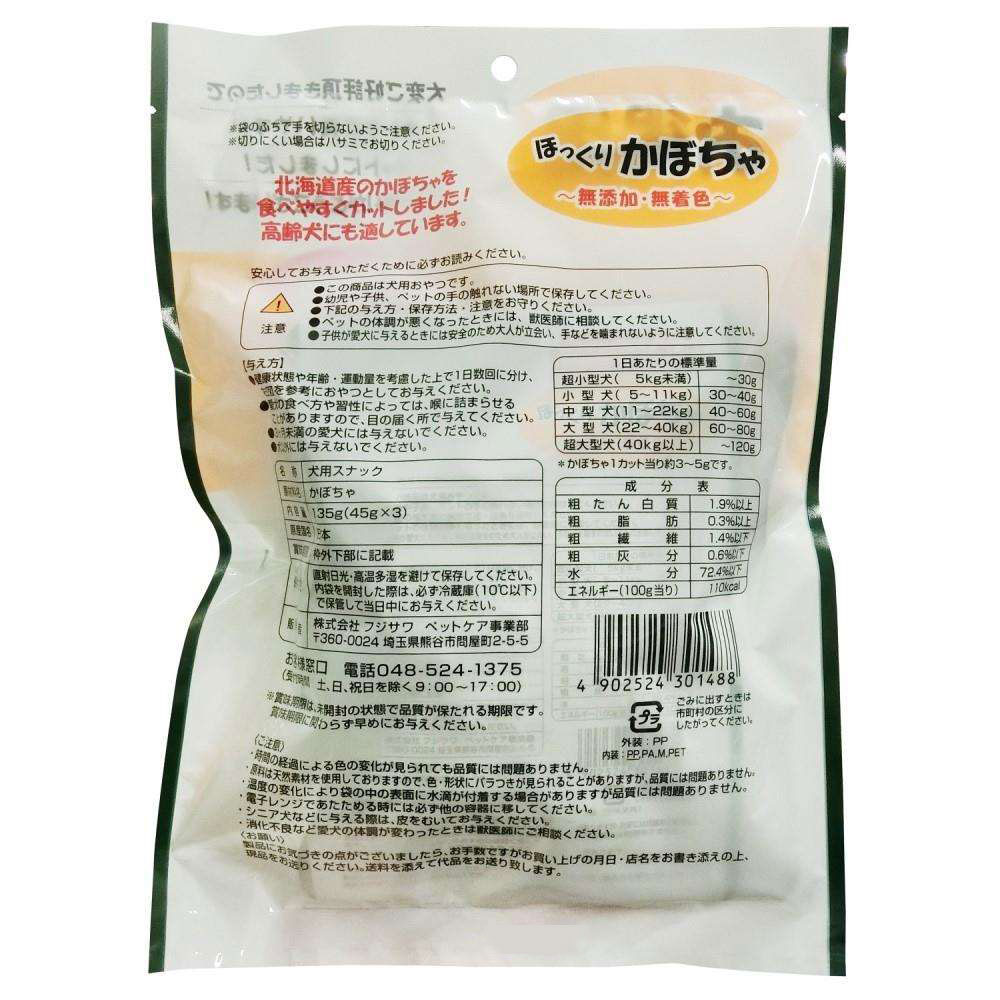 大変ご好評頂きましたので
※袋のふちで手を切らないようご注意ください。
※切りにくい場合はハサミでお切りください。
トにしました!
ほっくりかぼちゃ
～無添加・無着色～
北海道産のかぼちゃを
食べやすくカットしました!
高齢犬にも適しています。
安心してお与えいただくために必ずお読みください。
注意
●この商品は犬用おやつです。
●幼児や子供、ペットの手の触れない場所で保存してください。
●下記の与え方・保存方法・注意をお守りください。
●ペットの体調が悪くなったときには、獣医師に相談してください。
●子供が愛犬に与えるときには安全のため大人が立会い、手などを噛まれないように注意してください。
【与え方】
●健康状態や年齢・運動量を考慮した上で1日数回に分け、
を参考におやつとしてお与えください。
の食べ方や習性によっては、喉に詰まらせる
ことがありますので、目の届く所で与えてください。
未満の愛犬には与えないでください。
には与えないでください。
名称 犬用スナック
かぼちゃ
内容量 135g(45g×3)
原産国名 日本
枠外下部に記載
直射日光・高温多湿を避けて保存してください。
内袋を開封した際は、必ず冷蔵庫(10℃以下)
で保管して当日中にお与えください。
株式会社フジサワ ペットケア事業部
〒360-0024 埼玉県熊谷市問屋町2-5-5
お客様窓口 電話048-524-1375
(受付時間 土、日、祝日を除く9:00～17:00)
※賞味期限は、未開封の状態で品質が保たれる期限です。
賞味期限に関わらず早めにお与えください。
1日あたりの標準量
超小型犬(5kg未満) ～30g
小型犬(5～11kg) 30～40g
中型犬(11～22kg) 40～60g
大型犬(22～40kg) 60～80g
超大型犬(40kg以上) ～120g
*かぼちゃ1カット当り約3～5gです。
成分表
粗たん白質 1.9%以上
粗脂肪 0.3%以上
粗繊維 1.4%以下
粗灰分 0.6%以下
水分 72.4%以下
エネルギー(100g当り) 110kcal
4 902524 301488
プラ
外装:PP
内装:PP,PA,M,PET
ごみに出すときは
市町村の区分に
したがってください。
〈ご注意〉
・時間の経過による色の変化が見られても品質には問題ありません。
・原料は天然素材を使用しておりますので、色・形状にバラつきが見られることがありますが、品質には問題ありません。
・温度の変化により袋の中の表面に水滴が付着する場合がありますが品質には問題ありません。
・電子レンジであたためる時には必ず他の容器に移してください。
・シニア犬などに与える際は、皮をむいてお与えください。
・消化不良など愛犬の体調が変わったときは獣医師にご相談ください。
〈お願い〉
製品にお気づきの点がございましたら、お手数ですがお買い上げの月日・店名をお書き添えの上、
現品をお送りください。送料を添えて代品をお送り致します。